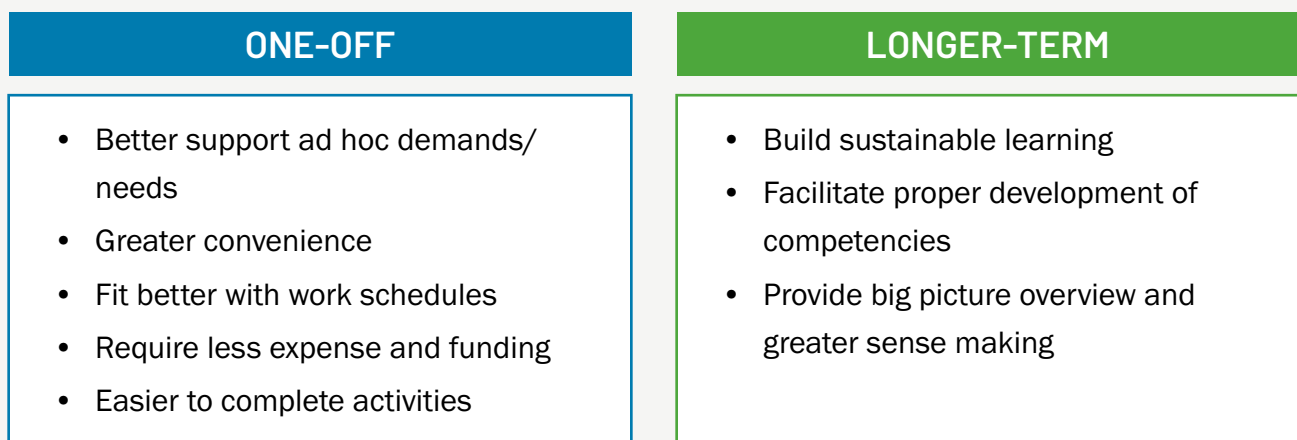 ONE-OFF
• Better support ad hoc demands/
needs
• Greater convenience
• Fit better with work schedules
• Require less expense and funding
• Easier to complete activities
LONGER-TERM
• Build sustainable learning
• Facilitate proper development of
competencies
• Provide big picture overview and
greater sense making